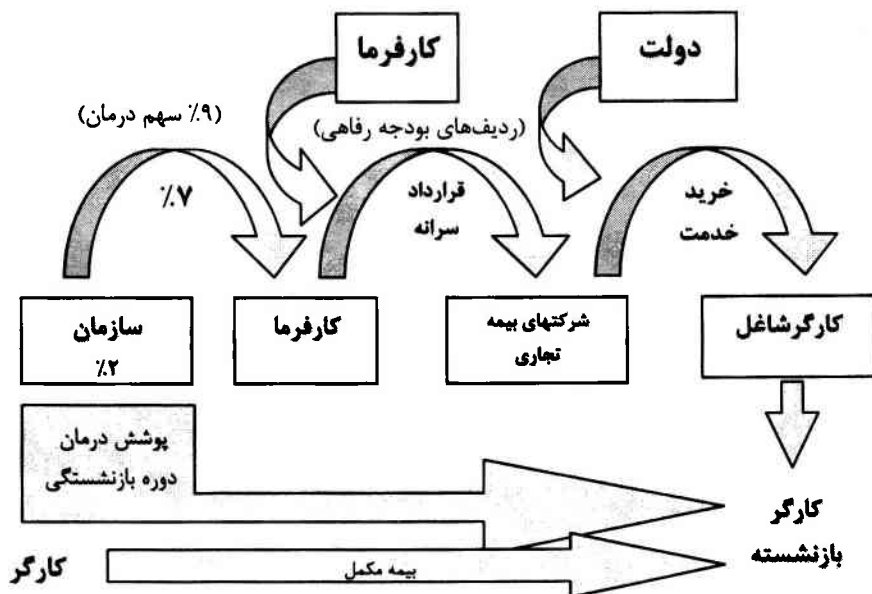 دولت
کارفرما
(۹٪ سهم درمان)
(ردیف‌های بودجه رفاهی)
۷٪
قرارداد
سرانه
خرید
خدمت
سازمان
۲٪
کارفرما
شرکتهای بیمه
تجاری
کارگرشاغل
پوشش درمان
دوره بازنشستگی
کارگر
بازنشسته
کارگر
بیمه مکمل